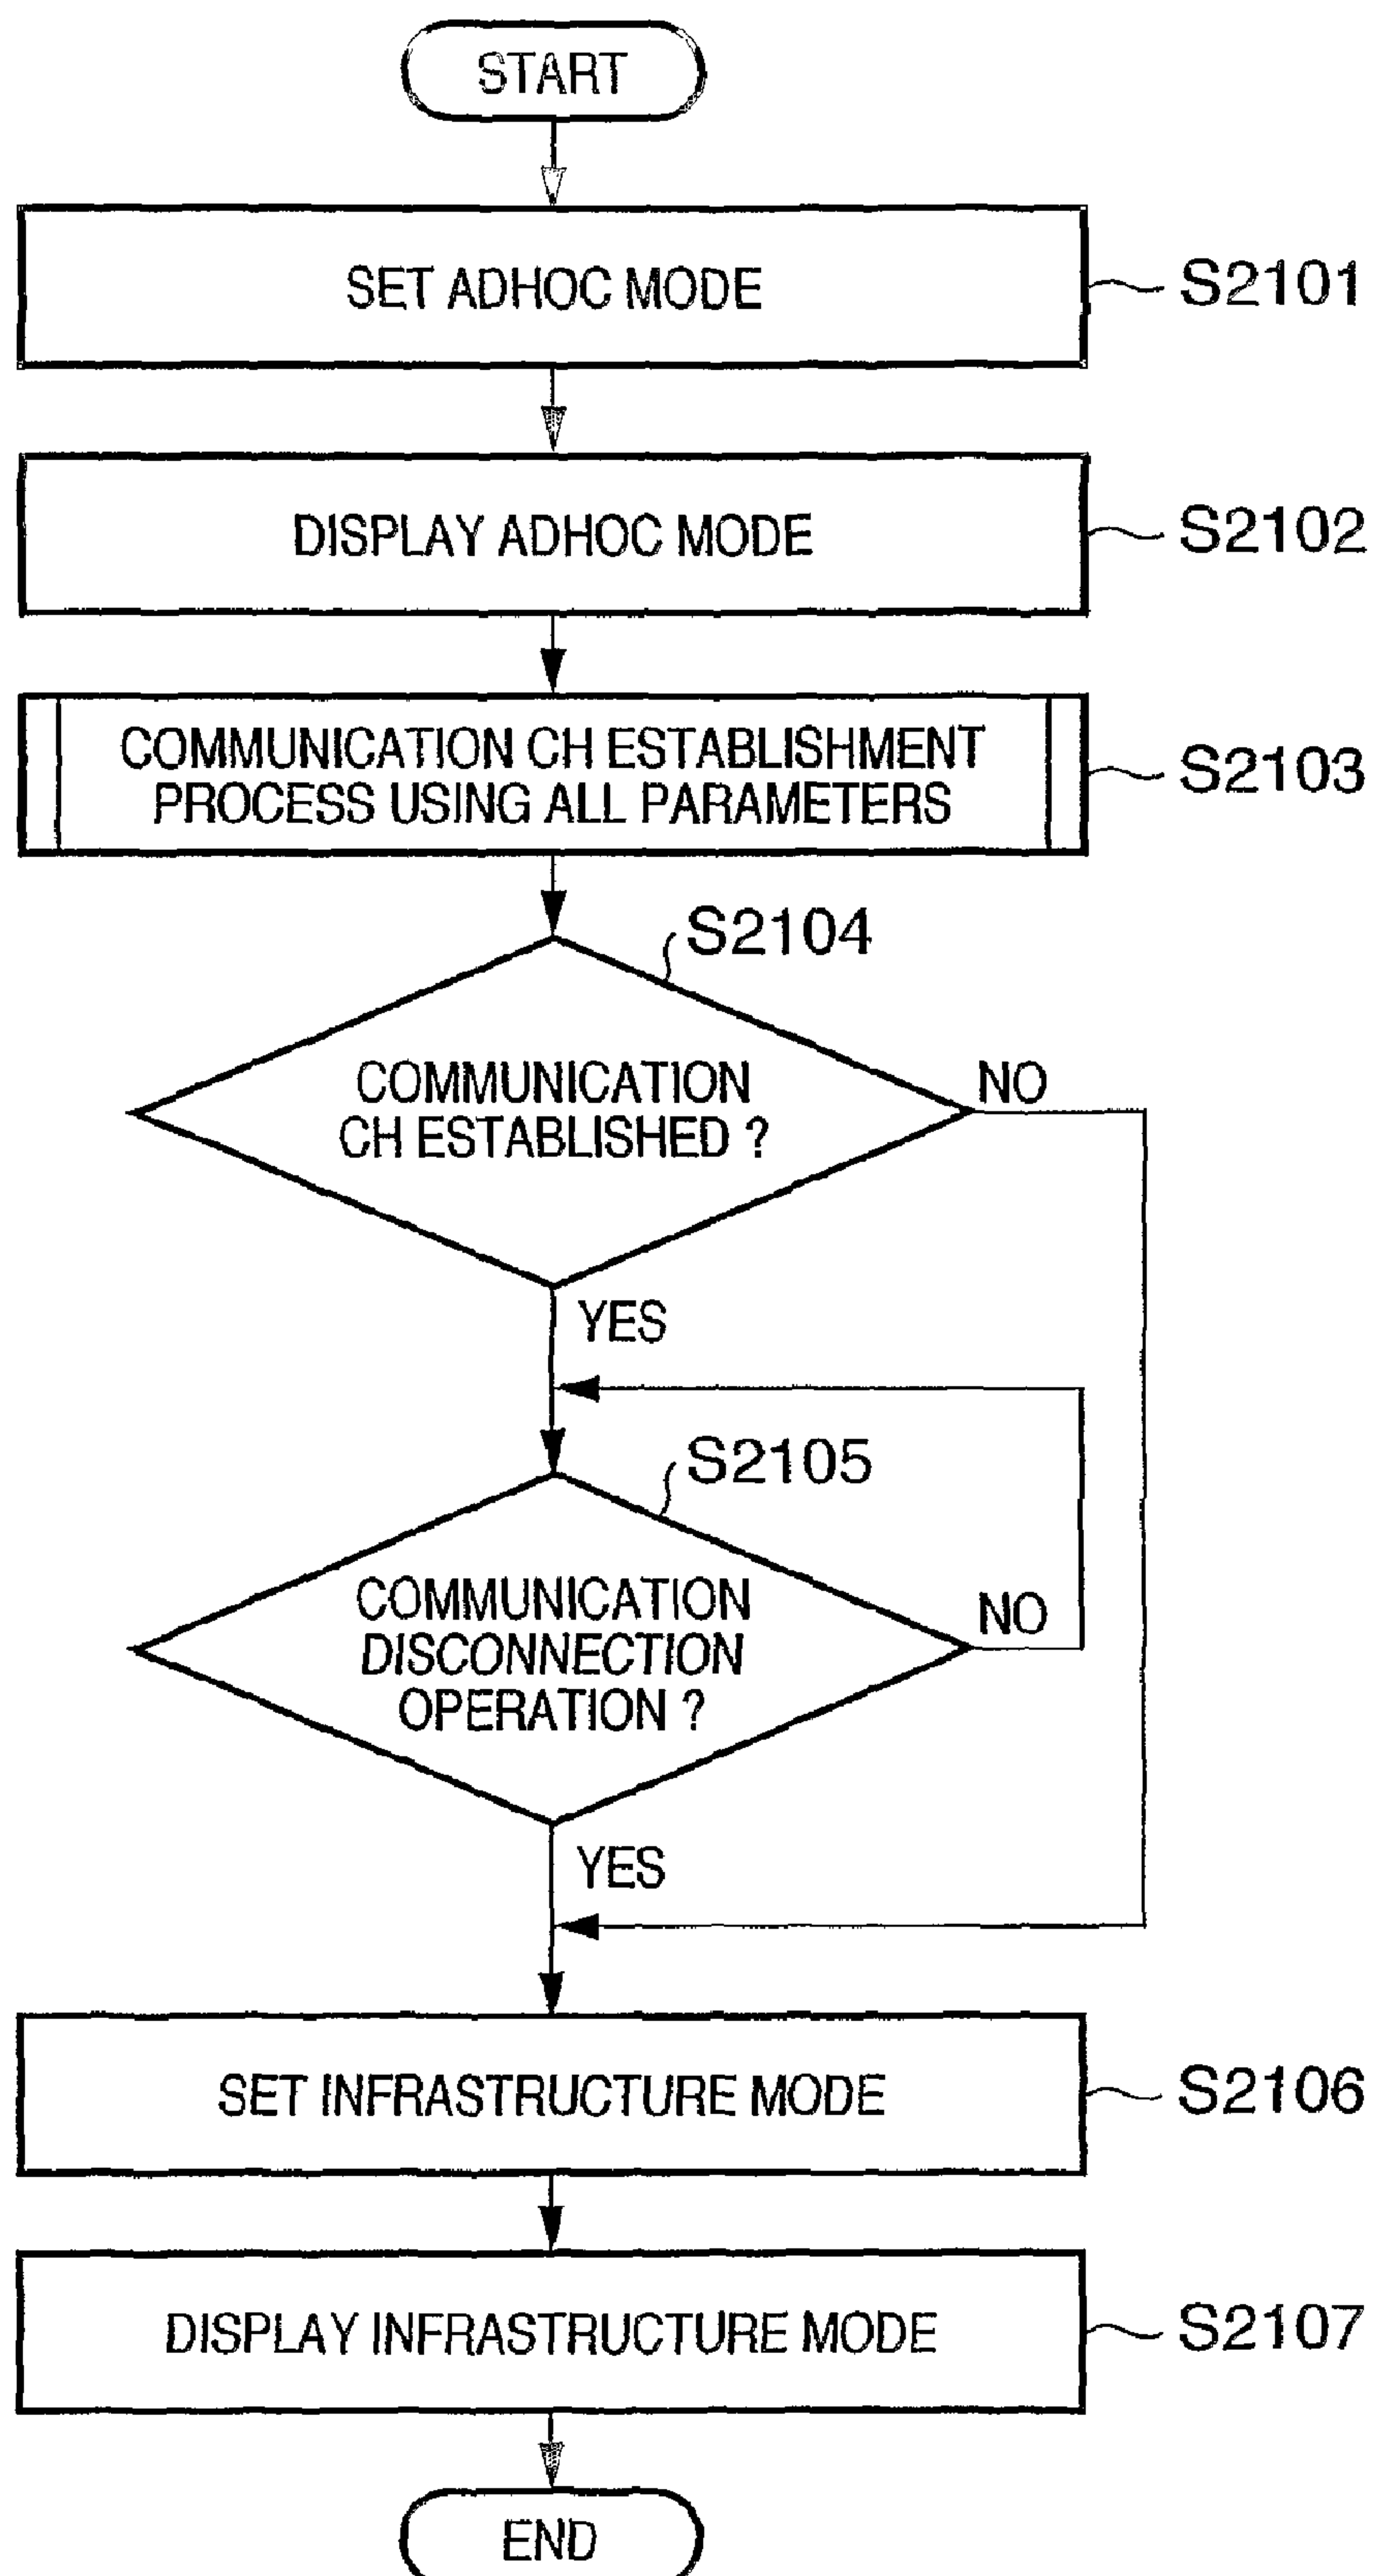 START
SET ADHOC MODE
S2101
DISPLAY ADHOC MODE
S2102
COMMUNICATION CH ESTABLISHMENT
PROCESS USING ALL PARAMETERS
S2103
S2104
COMMUNICATION
CH ESTABLISHED ?
NO
YES
S2105
COMMUNICATION
DISCONNECTION
OPERATION ?
NO
YES
SET INFRASTRUCTURE MODE
S2106
DISPLAY INFRASTRUCTURE MODE
S2107
END